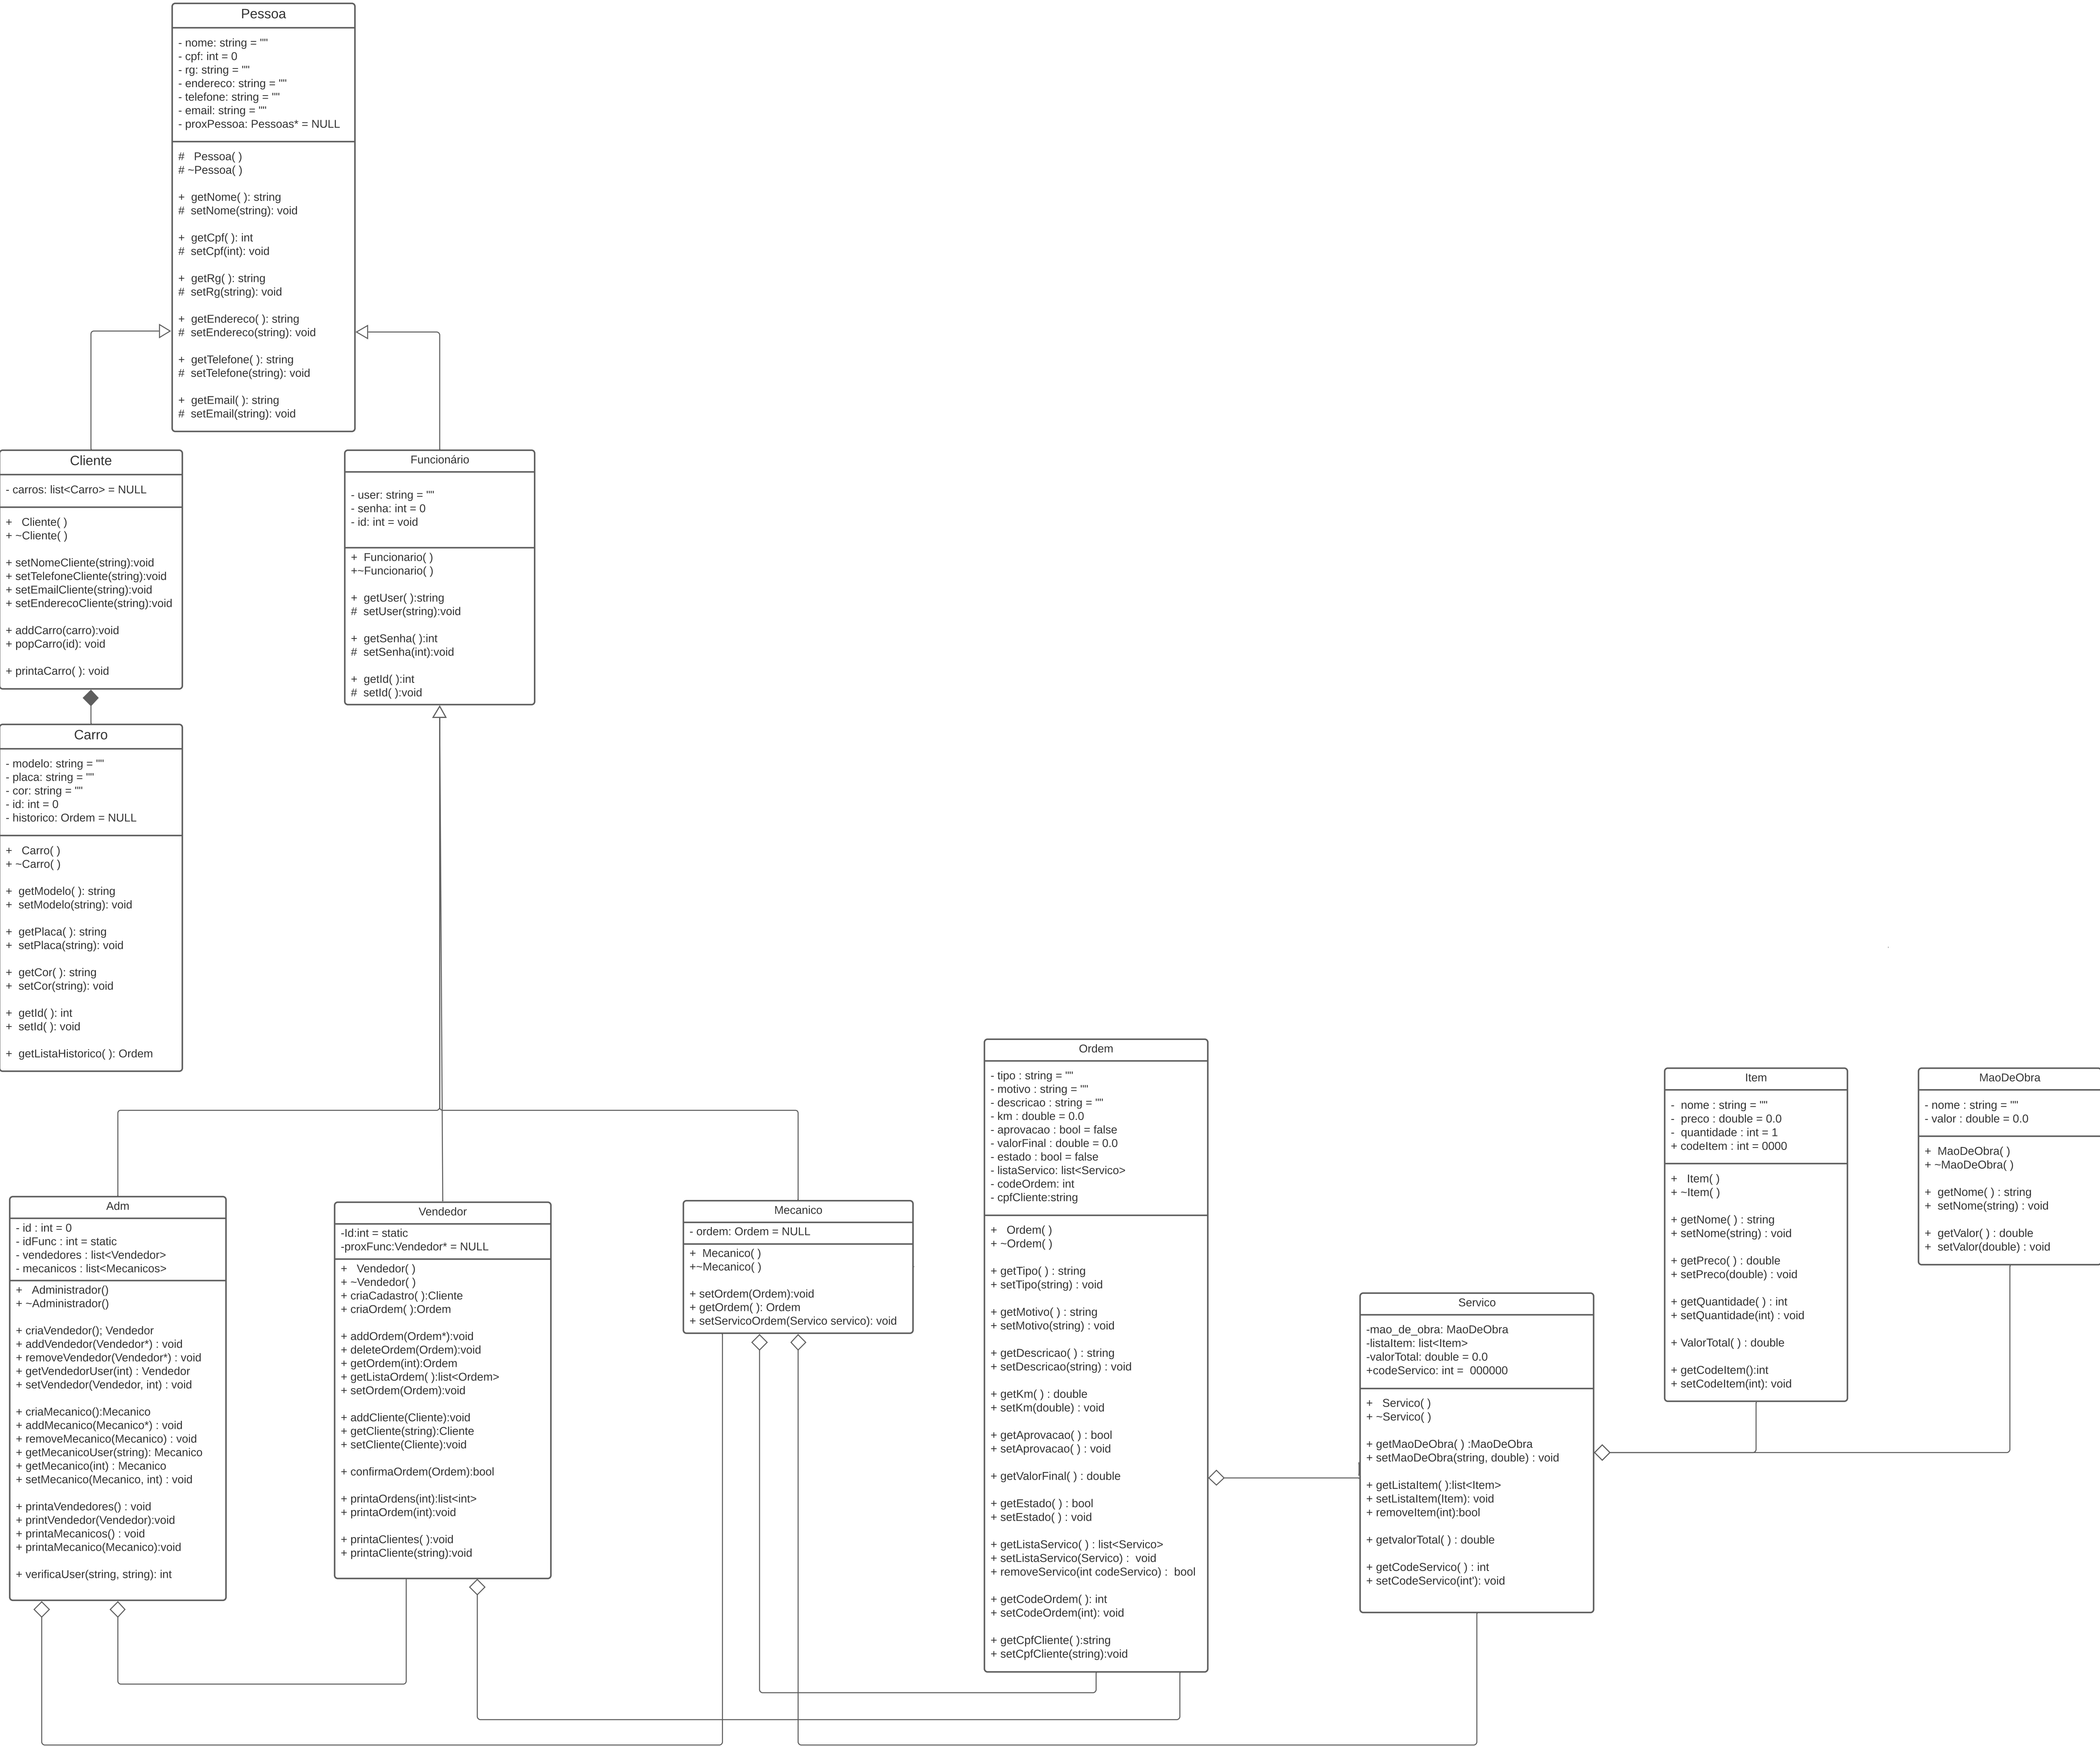 Pessoa
- nome: string = ""
- cpf: int = 0
- rg: string = ""
- endereco: string = ""
- telefone: string = ""
- email: string = ""
- proxPessoa: Pessoas* = NULL
#   Pessoa( )
# ~Pessoa( )
+  getNome( ): string
#  setNome(string): void
+  getCpf( ): int
#  setCpf(int): void
+  getRg( ): string
#  setRg(string): void
+  getEndereco( ): string
#  setEndereco(string): void
+  getTelefone( ): string
#  setTelefone(string): void
+  getEmail( ): string
#  setEmail(string): void
Cliente
- carros: list<Carro> = NULL
+   Cliente( )
+ ~Cliente( )
+ setNomeCliente(string):void
+ setTelefoneCliente(string):void
+ setEmailCliente(string):void
+ setEnderecoCliente(string):void
+ addCarro(carro):void
+ popCarro(id): void
+ printaCarro( ): void
Funcionário
- user: string = ""
- senha: int = 0
- id: int = void
+  Funcionario( )
+~Funcionario( )
+  getUser( ):string
#  setUser(string):void
+  getSenha( ):int
#  setSenha(int):void
+  getId( ):int
#  setId( ):void
Carro
- modelo: string = ""
- placa: string = ""
- cor: string = ""
- id: int = 0
- historico: Ordem = NULL
+   Carro( )
+ ~Carro( )
+  getModelo( ): string
+  setModelo(string): void
+  getPlaca( ): string
+  setPlaca(string): void
+  getCor( ): string
+  setCor(string): void
+  getId( ): int
+  setId( ): void
+  getListaHistorico( ): Ordem
Adm
- id : int = 0
- idFunc : int = static
- vendedores : list<Vendedor>
- mecanicos : list<Mecanicos>
+   Administrador()
+ ~Administrador()
+ criaVendedor(); Vendedor
+ addVendedor(Vendedor*) : void
+ removeVendedor(Vendedor*) : void
+ getVendedorUser(int) : Vendedor
+ setVendedor(Vendedor, int) : void
+ criaMecanico():Mecanico
+ addMecanico(Mecanico*) : void
+ removeMecanico(Mecanico) : void
+ getMecanicoUser(string): Mecanico
+ getMecanico(int) : Mecanico
+ setMecanico(Mecanico, int) : void
+ printaVendedores() : void
+ printVendedor(Vendedor):void
+ printaMecanicos() : void
+ printaMecanico(Mecanico):void
+ verificaUser(string, string): int
Vendedor
-Id:int = static
-proxFunc:Vendedor* = NULL
+   Vendedor( )
+ ~Vendedor( )
+ criaCadastro( ):Cliente
+ criaOrdem( ):Ordem
+ addOrdem(Ordem*):void
+ deleteOrdem(Ordem):void
+ getOrdem(int):Ordem
+ getListaOrdem( ):list<Ordem>
+ setOrdem(Ordem):void
+ addCliente(Cliente):void
+ getCliente(string):Cliente
+ setCliente(Cliente):void
+ confirmaOrdem(Ordem):bool
+ printaOrdens(int):list<int>
+ printaOrdem(int):void
+ printaClientes( ):void
+ printaCliente(string):void
Mecanico
- ordem: Ordem = NULL
+  Mecanico( )
+~Mecanico( )
+ setOrdem(Ordem):void
+ getOrdem( ): Ordem
+ setServicoOrdem(Servico servico): void
Ordem
- tipo : string = ""
- motivo : string = ""
- descricao : string = ""
- km : double = 0.0
- aprovacao : bool = false
- valorFinal : double = 0.0
- estado : bool = false
- listaServico: list<Servico>
- codeOrdem: int
- cpfCliente:string
+   Ordem( )
+ ~Ordem( )
+ getTipo( ) : string
+ setTipo(string) : void
+ getMotivo( ) : string
+ setMotivo(string) : void
+ getDescricao( ) : string
+ setDescricao(string) : void
+ getKm( ) : double
+ setKm(double) : void
+ getAprovacao( ) : bool
+ setAprovacao( ) : void
+ getValorFinal( ) : double
+ getEstado( ) : bool
+ setEstado( ) : void
+ getListaServico( ) : list<Servico>
+ setListaServico(Servico) :  void
+ removeServico(int codeServico) :  bool
+ getCodeOrdem( ): int
+ setCodeOrdem(int): void
+ getCpfCliente( ):string
+ setCpfCliente(string):void
Servico
-mao_de_obra: MaoDeObra
-listaItem: list<Item>
-valorTotal: double = 0.0
+codeServico: int =  000000
+   Servico( )
+ ~Servico( )
+ getMaoDeObra( ) :MaoDeObra
+ setMaoDeObra(string, double) : void
+ getListaItem( ):list<Item>
+ setListaItem(Item): void
+ removeItem(int):bool
+ getvalorTotal( ) : double
+ getCodeServico( ) : int
+ setCodeServico(int'): void
Item
-  nome : string = ""
-  preco : double = 0.0
-  quantidade : int = 1
+ codeItem : int = 0000
+   Item( )
+ ~Item( )
+ getNome( ) : string
+ setNome(string) : void
+ getPreco( ) : double
+ setPreco(double) : void
+ getQuantidade( ) : int
+ setQuantidade(int) : void
+ ValorTotal( ) : double
+ getCodeItem():int
+ setCodeItem(int): void
MaoDeObra
- nome : string = ""
- valor : double = 0.0
+  MaoDeObra( )
+ ~MaoDeObra( )
+  getNome( ) : string
+  setNome(string) : void
+  getValor( ) : double
+  setValor(double) : void